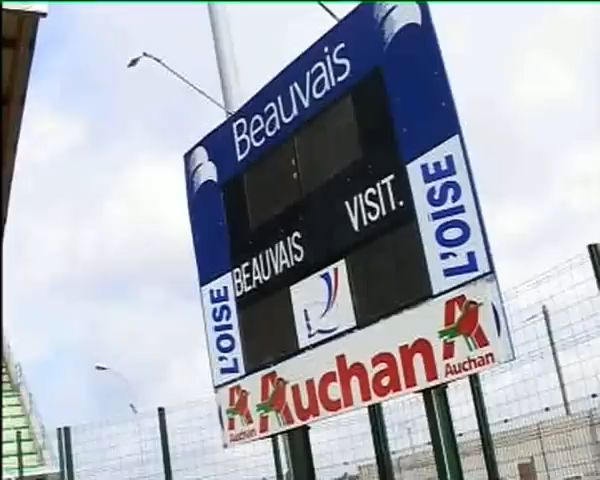 Beauvais
VISIT.
BEAUVAIS
L'OISE
L'OISE
Auchan
Auchan
Auchan